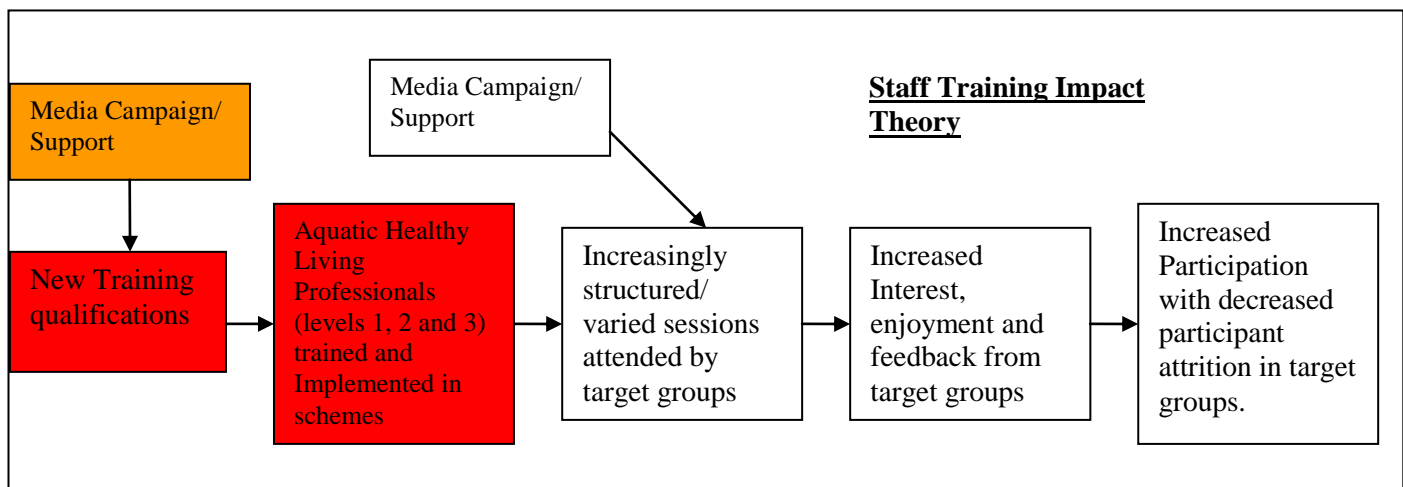 Media Campaign/
Support
Media Campaign/
Support
Staff Training Impact
Theory
New Training
qualifications
Aquatic Healthy
Living
Professionals
(levels 1, 2 and 3)
trained and
Implemented in
schemes
Increasingly
structured/
varied sessions
attended by
target groups
Increased
Interest,
enjoyment and
feedback from
target groups
Increased
Participation
with decreased
participant
attrition in target
groups.